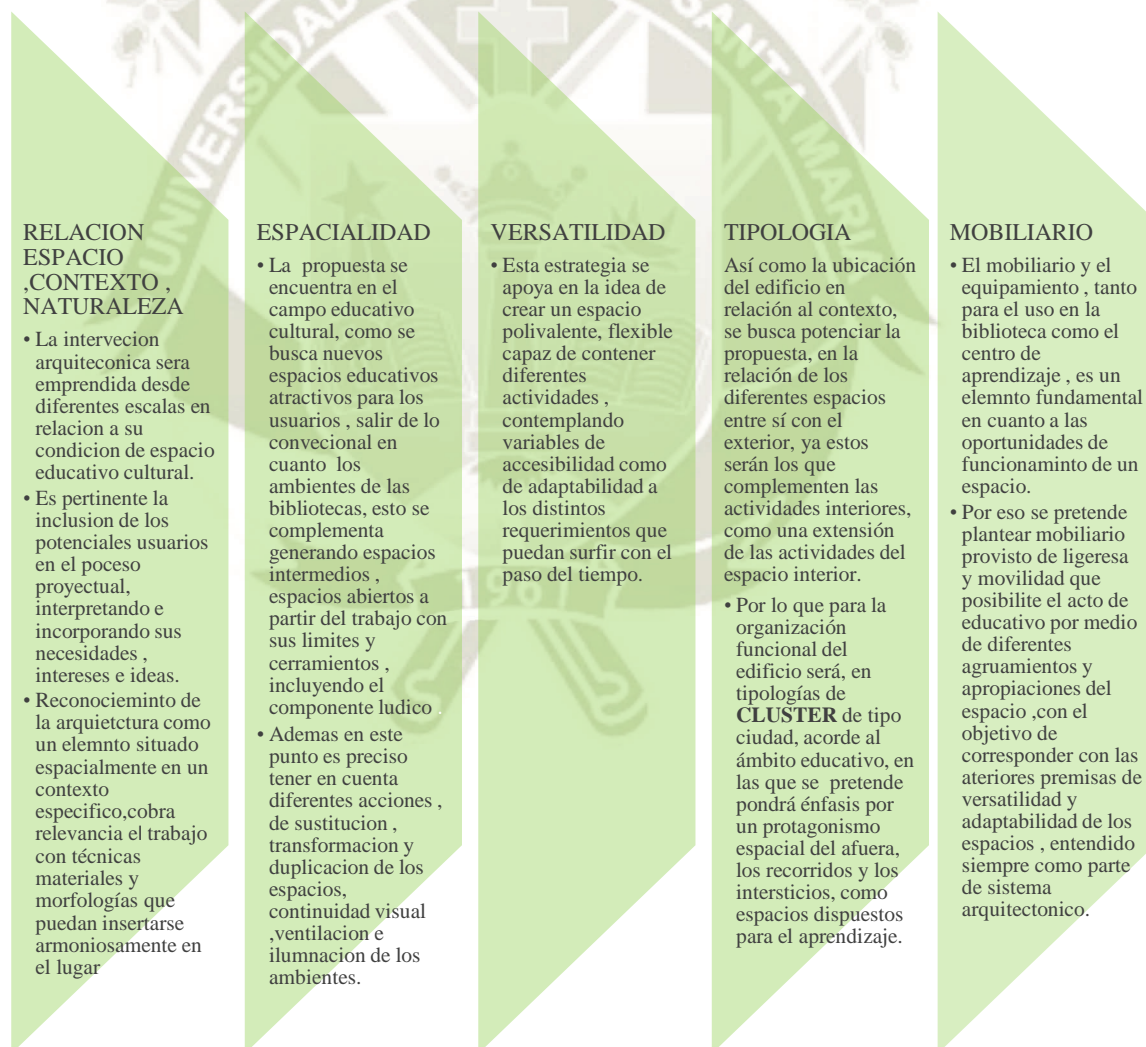 UNIVERSIDAD
SANTA MARIA
RELACION
ESPACIO
,CONTEXTO ,
NATURALEZA
• La intervecion
arquiteconica sera
emprendida desde
diferentes escalas en
relacion a su
condicion de espacio
educativo cultural.
• Es pertinente la
inclusion de los
potenciales usuarios
en el poceso
proyectual,
interpretando e
incorporando sus
necesidades ,
intereses e ideas.
• Reconocieminto de
la arquietctura como
un elemnto situado
espacialmente en un
contexto
especifico,cobra
relevancia el trabajo
con técnicas
materiales y
morfologías que
puedan insertarse
armoniosamente en
el lugar
ESPACIALIDAD
• La propuesta se
encuentra en el
campo educativo
cultural, como se
busca nuevos
espacios educativos
atractivos para los
usuarios , salir de lo
convecional en
cuanto los
ambientes de las
bibliotecas, esto se
complementa
generando espacios
intermedios ,
espacios abiertos a
partir del trabajo con
sus limites y
cerramientos ,
incluyendo el
componente ludico .
• Ademas en este
punto es preciso
tener en cuenta
diferentes acciones ,
de sustitucion ,
transformacion y
duplicacion de los
espacios,
continuidad visual
,ventilacion e
ilumnacion de los
ambientes.
VERSATILIDAD
• Esta estrategia se
apoya en la idea de
crear un espacio
polivalente, flexible
capaz de contener
diferentes
actividades ,
contemplando
variables de
accesibilidad como
de adaptabilidad a
los distintos
requerimientos que
puedan surfir con el
paso del tiempo.
TIPOLOGIA
Así como la ubicación
del edificio en
relación al contexto,
se busca potenciar la
propuesta, en la
relación de los
diferentes espacios
entre sí con el
exterior, ya estos
serán los que
complementen las
actividades interiores,
como una extensión
de las actividades del
espacio interior.
• Por lo que para la
organización
funcional del
edificio será, en
tipologías de
CLUSTER de tipo
ciudad, acorde al
ámbito educativo, en
las que se pretende
pondrá énfasis por
un protagonismo
espacial del afuera,
los recorridos y los
intersticios, como
espacios dispuestos
para el aprendizaje.
MOBILIARIO
• El mobiliario y el
equipamiento , tanto
para el uso en la
biblioteca como el
centro de
aprendizaje , es un
elemnto fundamental
en cuanto a las
oportunidades de
funcionaminto de un
espacio.
• Por eso se pretende
plantear mobiliario
provisto de ligeresa
y movilidad que
posibilite el acto de
educativo por medio
de diferentes
agruamientos y
apropiaciones del
espacio ,con el
objetivo de
corresponder con las
ateriores premisas de
versatilidad y
adaptabilidad de los
espacios , entendido
siempre como parte
de sistema
arquitectonico.